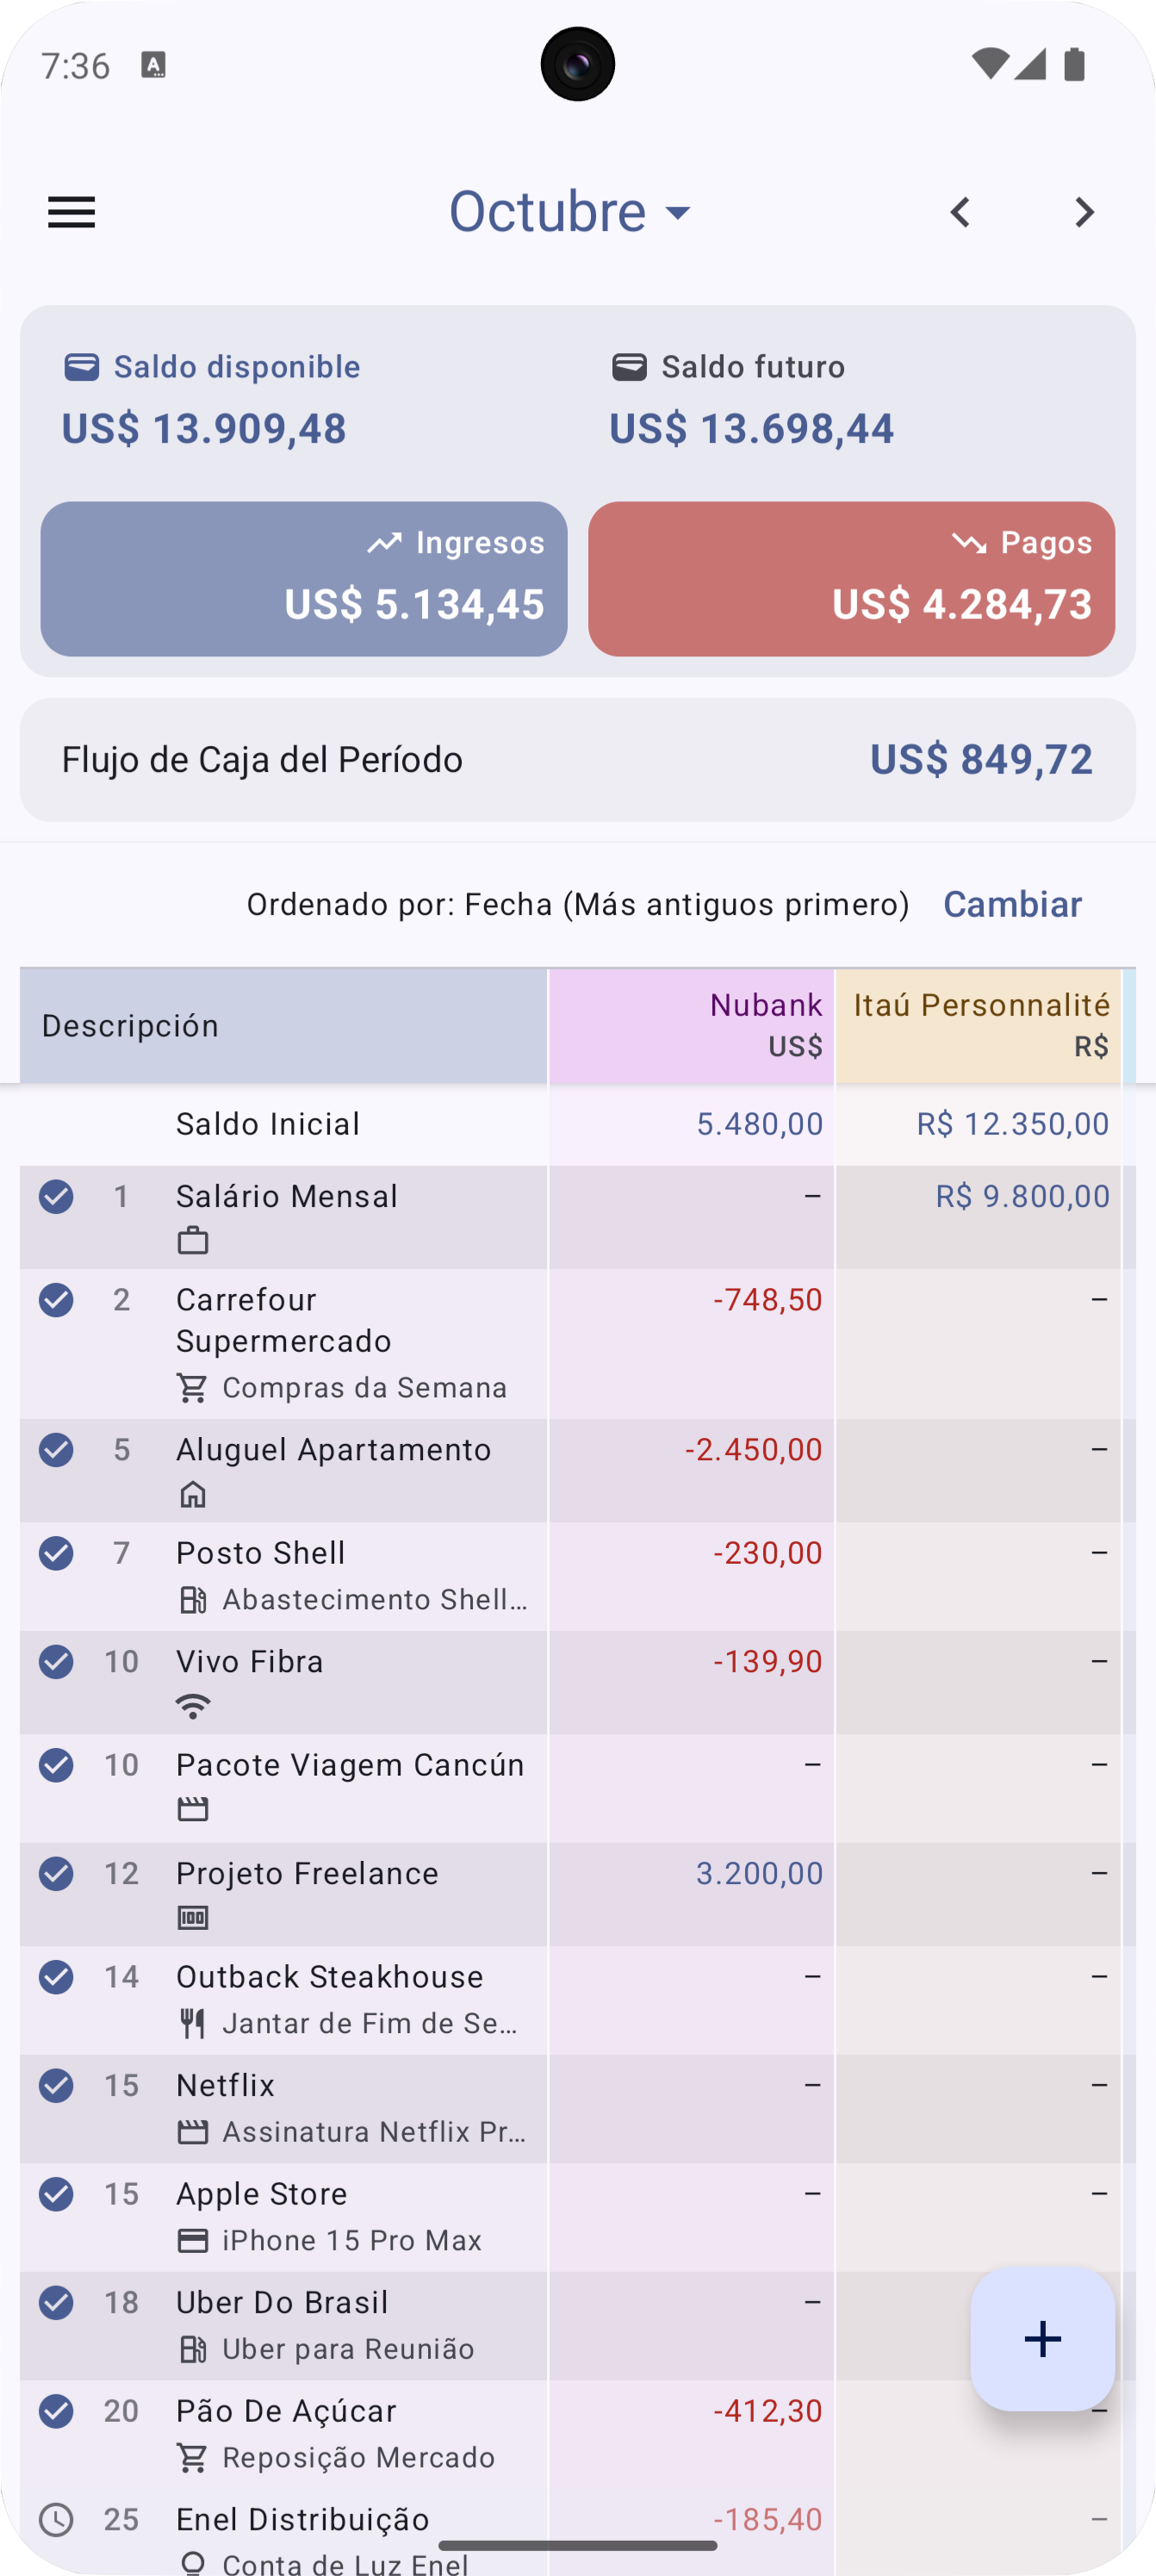 7:36
A
Octubre
Saldo disponible
US$ 13.909,48
Saldo futuro
US$ 13.698,44
Ingresos
US$ 5.134,45
Pagos
US$ 4.284,73
Flujo de Caja del Período
US$ 849,72
Ordenado por: Fecha (Más antiguos primero) Cambiar
Descripción
Nubank
US$
Itaú Personnalité
R$
Saldo Inicial 5.480,00 R$ 12.350,00
1 Salário Mensal – R$ 9.800,00
2 Carrefour -748,50 –
Supermercado
Compras da Semana
5 Aluguel Apartamento -2.450,00 –
7 Posto Shell -230,00 –
Abastecimento Shell...
10 Vivo Fibra -139,90 –
10 Pacote Viagem Cancún – –
12 Projeto Freelance 3.200,00 –
100
14 Outback Steakhouse – –
Jantar de Fim de Se...
15 Netflix – –
Assinatura Netflix Pr...
15 Apple Store – –
iPhone 15 Pro Max
18 Uber Do Brasil –
Uber para Reunião
+
20 Pão De Açúcar -412,30 –
Reposição Mercado
25 Enel Distribuição -185,40 –
Conta de Luz Enel